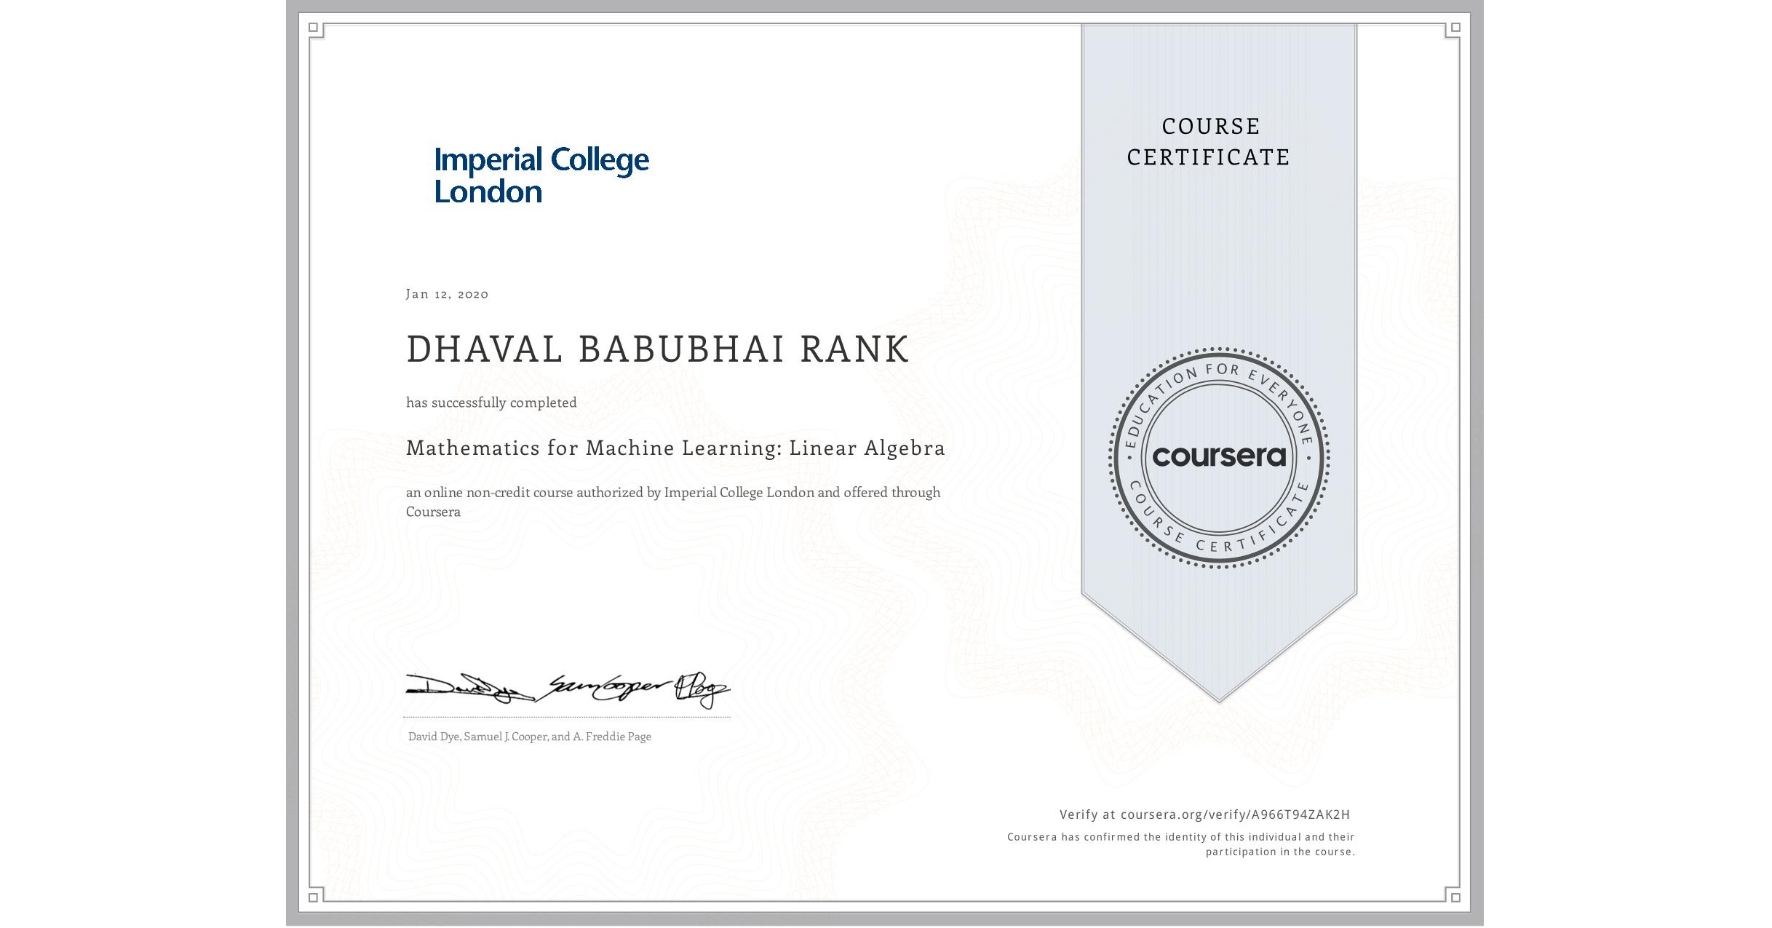 COURSE
CERTIFICATE
Imperial College
London
Jan 12, 2020
DHAVAL BABUBHAI RANK
has successfully completed
Mathematics for Machine Learning: Linear Algebra
an online non-credit course authorized by Imperial College London and offered through
Coursera
EDUCATION FOR EVERYONE
coursera
COURSE CERTIFICATE
David Dye, Samuel J. Cooper, and A. Freddie Page
Verify at coursera.org/verify/A966T94ZAK2H
Coursera has confirmed the identity of this individual and their
participation in the course.